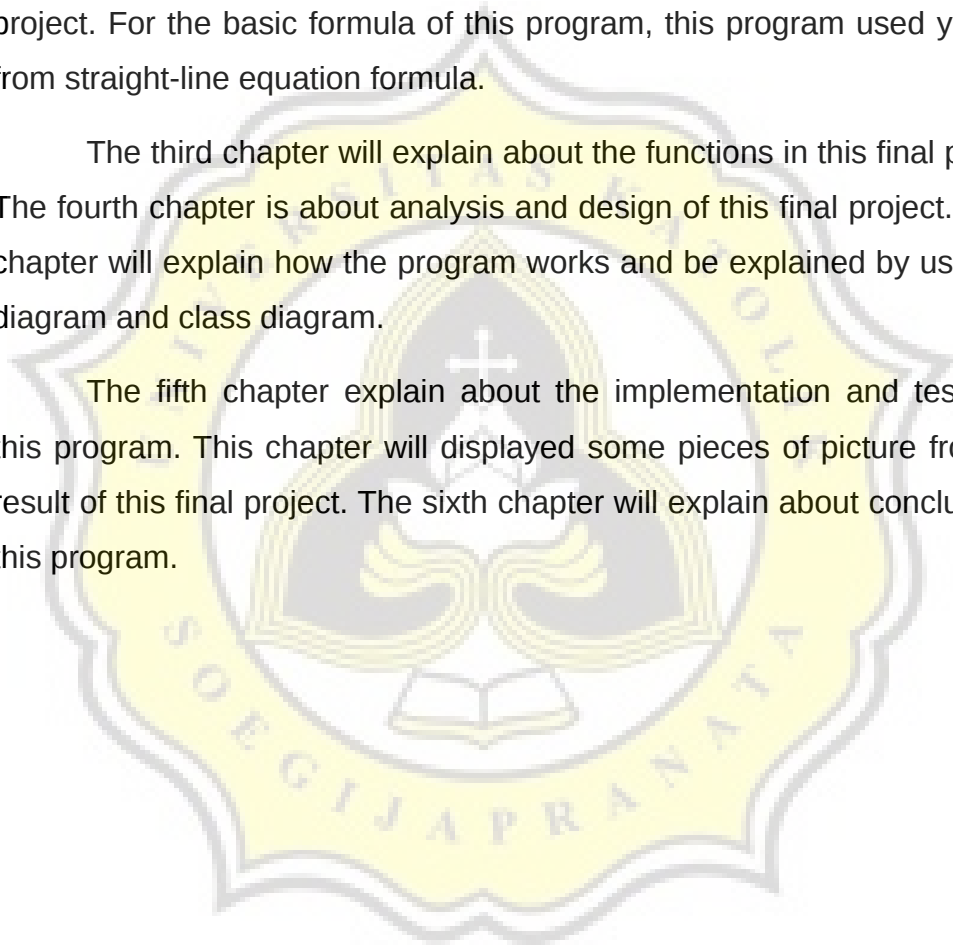 project. For the basic formula of this program, this program used y
from straight-line equation formula.
The third chapter will explain about the functions in this final p
The fourth chapter is about analysis and design of this final project.
chapter will explain how the program works and be explained by us
diagram and class diagram.
The fifth chapter explain about the implementation and tes
this program. This chapter will displayed some pieces of picture fro
result of this final project. The sixth chapter will explain about conclu
this program.
UNIVERSITAS KATOLIK
SOEGIJAPRANATA